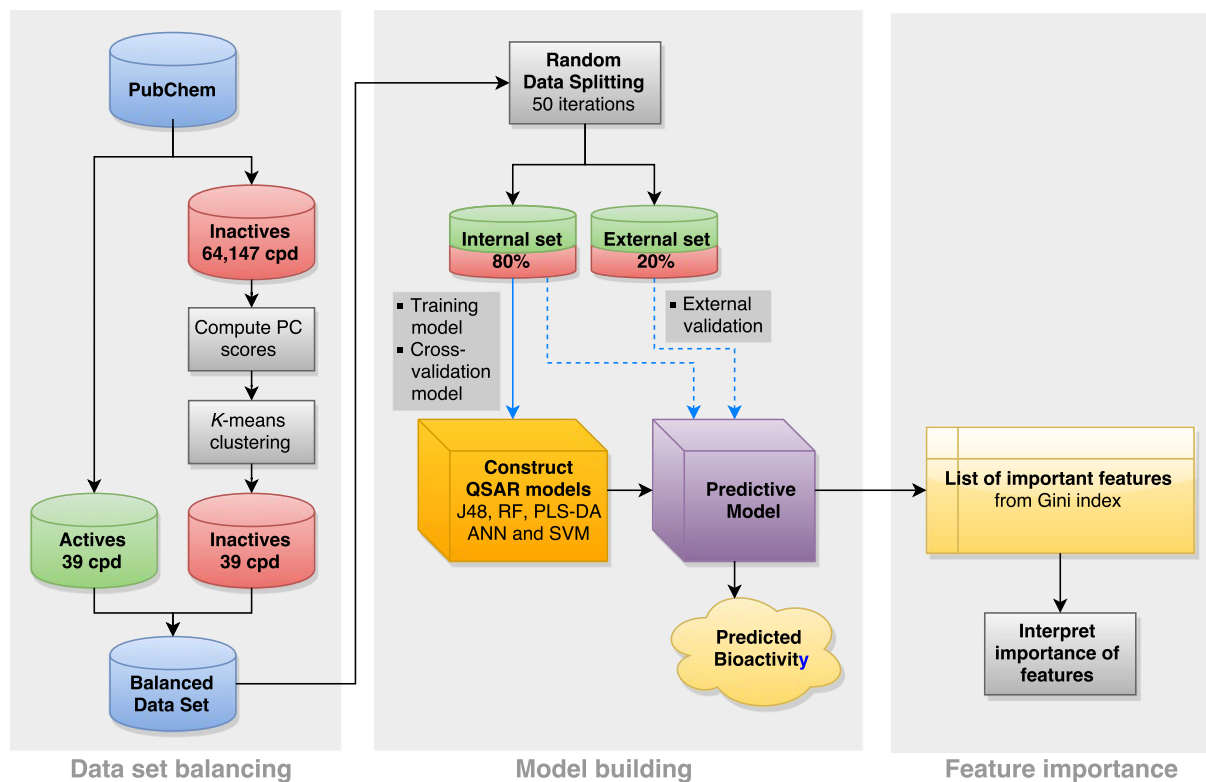 PubChem
Inactives
64,147 cpd
Compute PC
scores
K-means
clustering
Actives
39 cpd
Inactives
39 cpd
Balanced
Data Set
Data set balancing
Random
Data Splitting
50 iterations
Internal set
80%
External set
20%
▪ Training
model
▪ Cross-
validation
model
▪ External
validation
Construct
QSAR models
J48, RF, PLS-DA
ANN and SVM
Predictive
Model
Predicted
Bioactivity
Model building
List of important features
from Gini index
Interpret
importance of
features
Feature importance